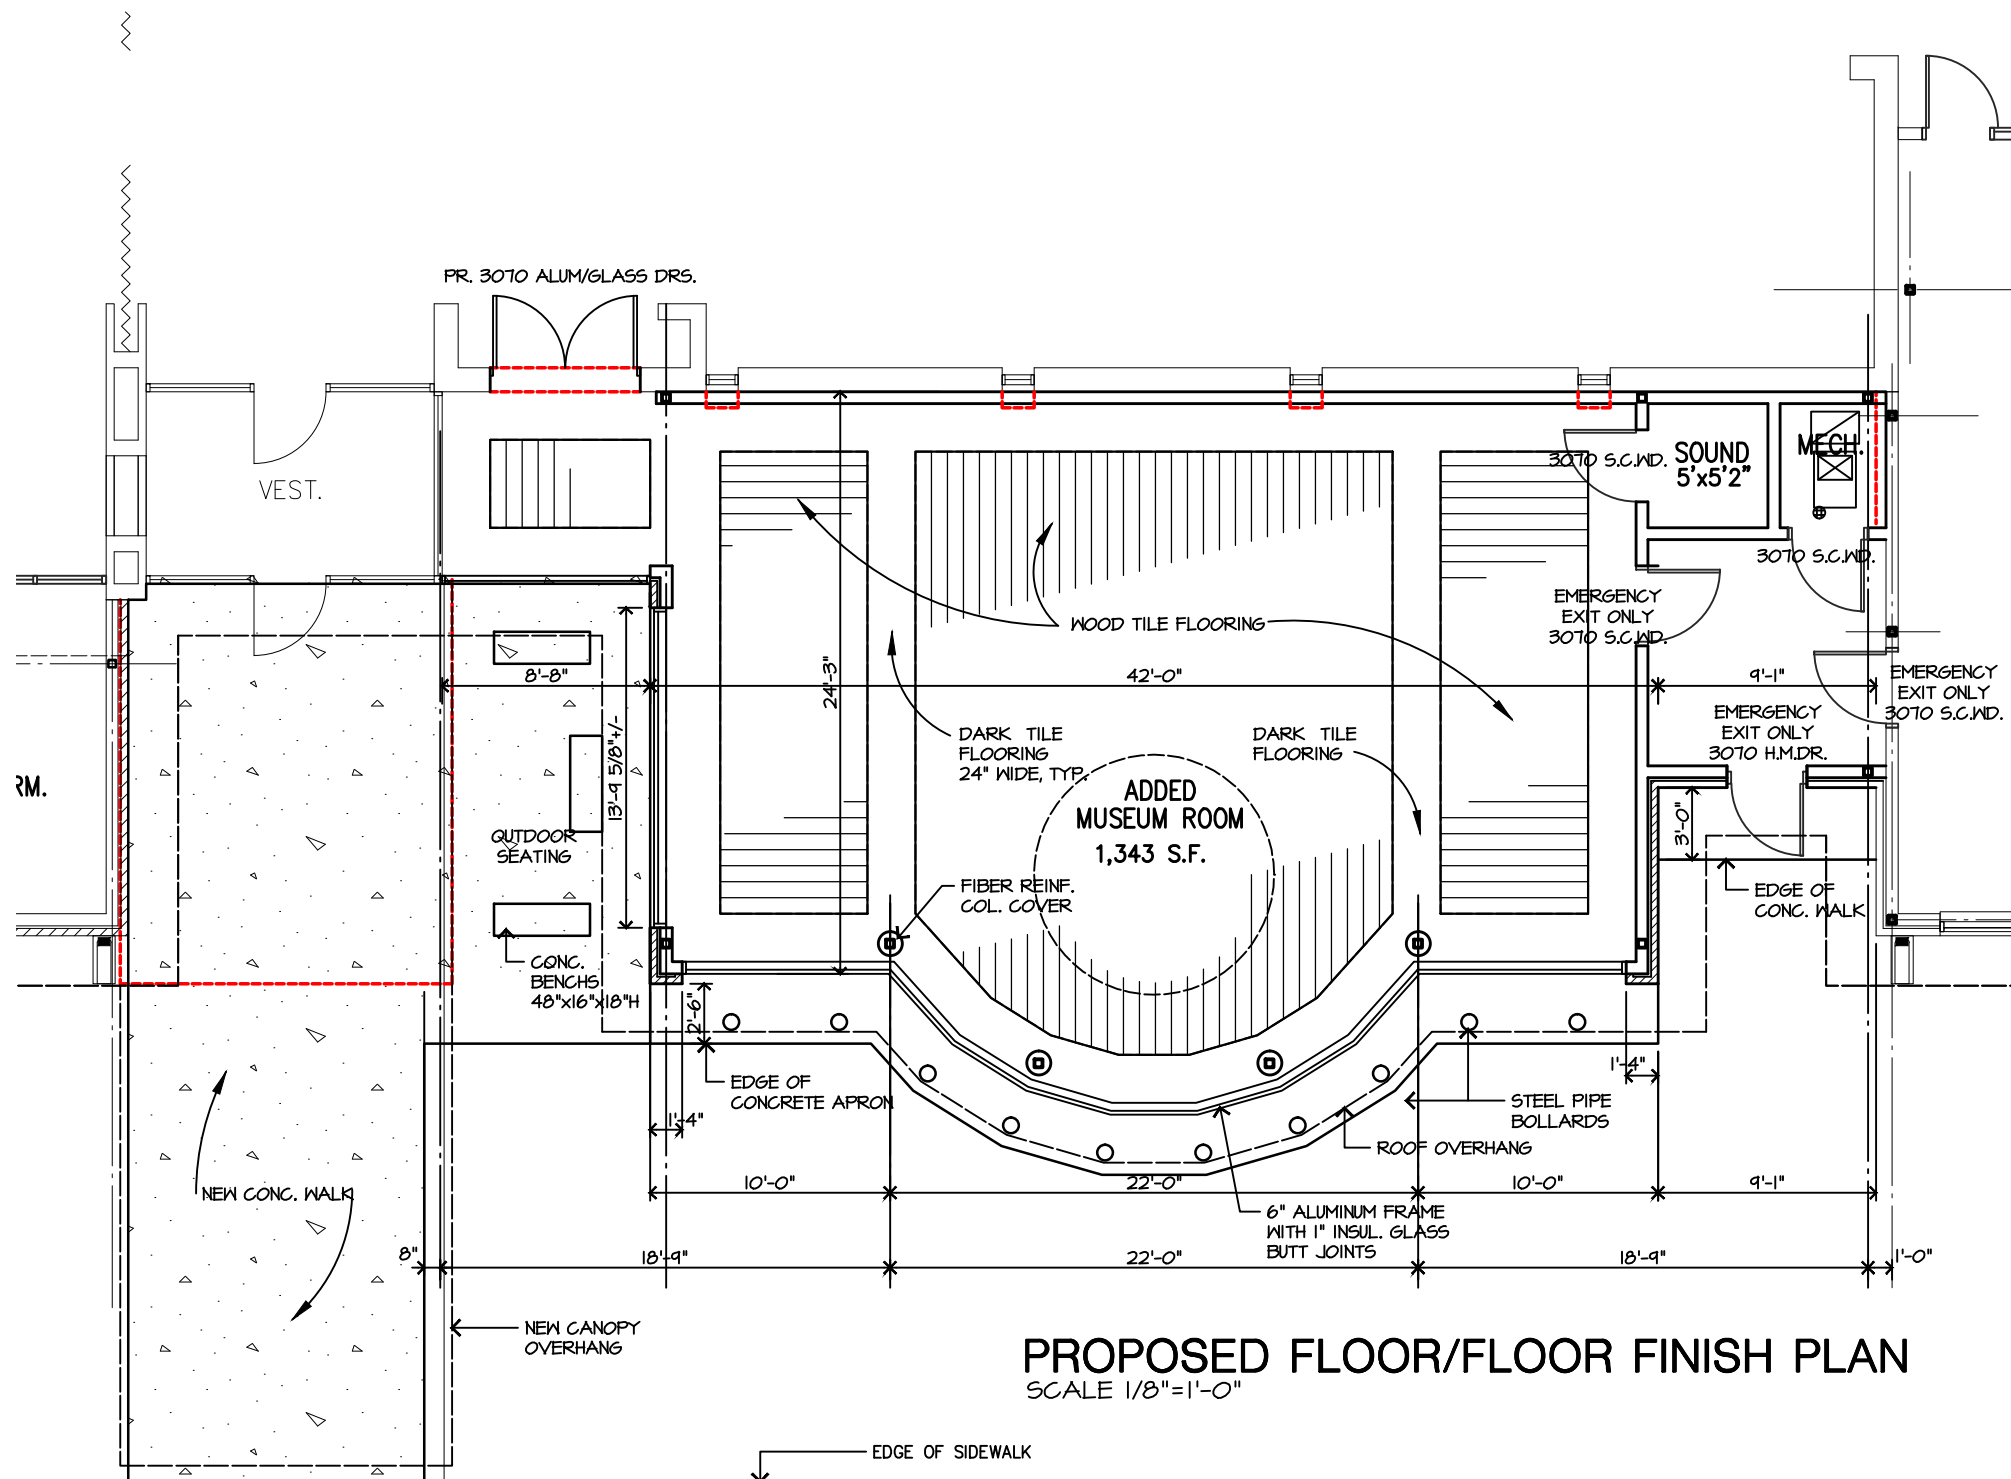 PR. 3070 ALUM/GLASS DRS.
VEST.
3070 S.C.WD.
SOUND
5'x5'2"
MECH.
3070 S.C.WD.
EMERGENCY
EXIT ONLY
3070 S.C.WD.
WOOD TILE FLOORING
8'-8"
24'-3"
42'-0"
9'-1"
EMERGENCY
EXIT ONLY
3070 S.C.WD.
EMERGENCY
EXIT ONLY
3070 H.M.DR.
13'-9 5/8"+/-
DARK TILE
FLOORING
24" WIDE, TYP.
DARK TILE
FLOORING
RM.
ADDED
MUSEUM ROOM
1,343 S.F.
OUTDOOR
SEATING
3'-0"
FIBER REINF.
COL. COVER
EDGE OF
CONC. WALK
CONC.
BENCHS
48"x16"x18"H
2'-6"
EDGE OF
CONCRETE APRON
1'-4"
1'-4"
STEEL PIPE
BOLLARDS
ROOF OVERHANG
NEW CONC. WALK
10'-0"
22'-0"
10'-0"
9'-1"
6" ALUMINUM FRAME
WITH 1" INSUL. GLASS
BUTT JOINTS
8"
18'-9"
22'-0"
18'-9"
1'-0"
NEW CANOPY
OVERHANG
PROPOSED FLOOR/FLOOR FINISH PLAN
SCALE 1/8"=1'-0"
EDGE OF SIDEWALK